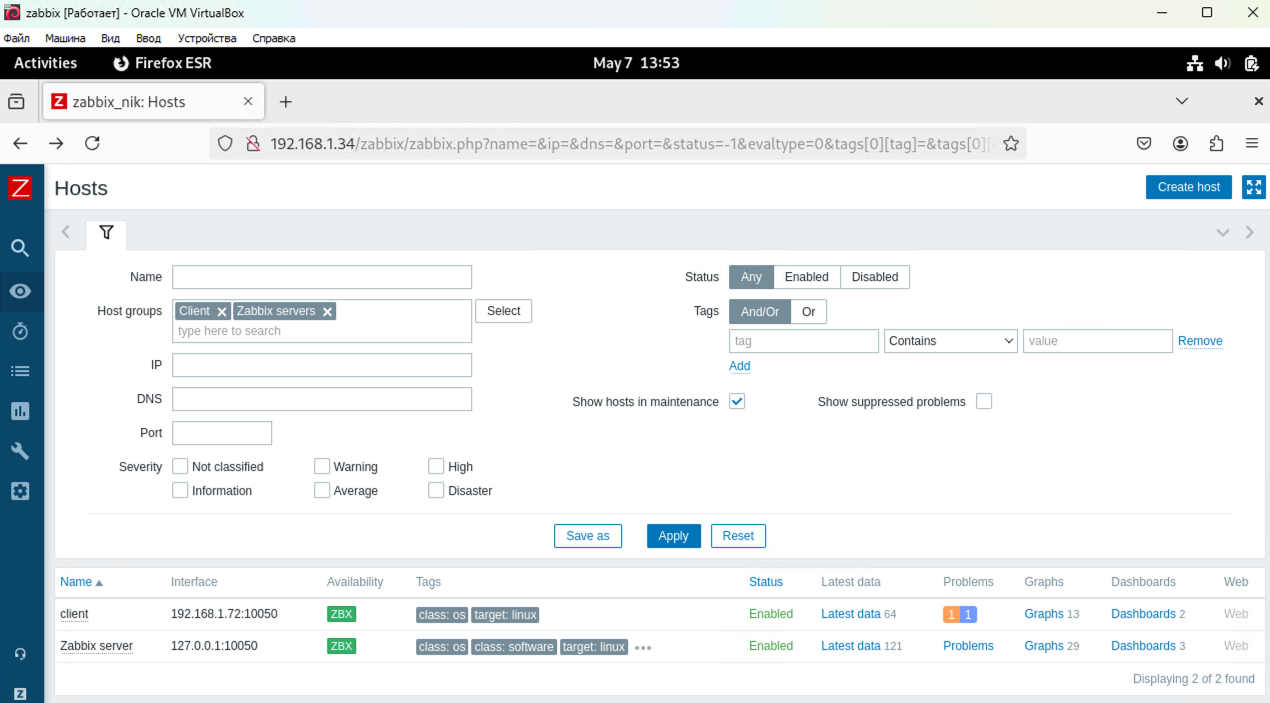 zabbix [Работает] - Oracle VM VirtualBox
Файл Машина Вид Ввод Устройства Справка
Activities Firefox ESR May 7 13:53
Z zabbix_nik: Hosts
192.168.1.34/zabbix/zabbix.php?name=&ip=&dns=&port=&status=-1&evaltype=0&tags[0][tag]=&tags[0][
Z Hosts Create host
Name Status Any Enabled Disabled
Host groups Client Zabbix servers Select Tags And/Or Or
type here to search
tag Contains value Remove
IP
Add
DNS
Show hosts in maintenance Show suppressed problems
Port
Severity Not classified Warning High
Information Average Disaster
Save as Apply Reset
Name Interface Availability Tags Status Latest data Problems Graphs Dashboards Web
client 192.168.1.72:10050 ZBX class: os target: linux Enabled Latest data 64 1 1 Graphs 13 Dashboards 2 Web
Zabbix server 127.0.0.1:10050 ZBX class: os class: software target: linux ••• Enabled Latest data 121 Problems Graphs 29 Dashboards 3 Web
Displaying 2 of 2 found
Z